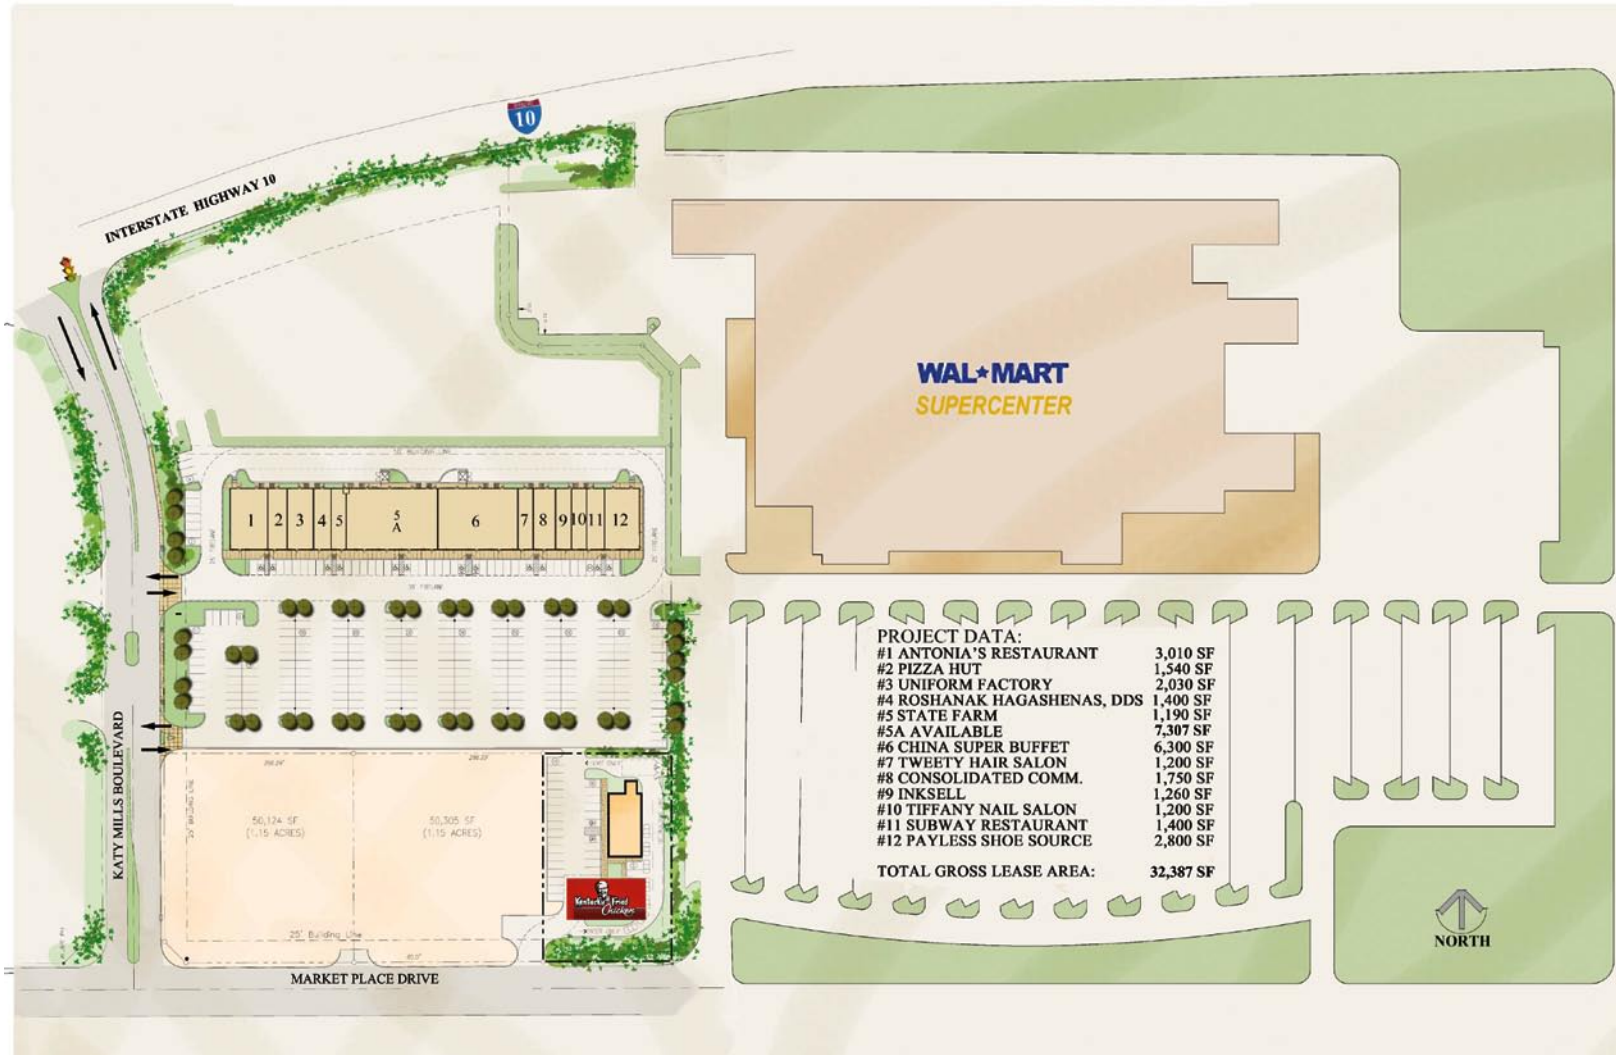 INTERSTATE
10
INTERSTATE HIGHWAY 10
WAL★MART
SUPERCENTER
1 2 3 4 5 5 A 6 7 8 9 10 11 12
KATY MILLS BOULEVARD
PROJECT DATA:
#1 ANTONIA'S RESTAURANT 3,010 SF
#2 PIZZA HUT 1,540 SF
#3 UNIFORM FACTORY 2,030 SF
#4 ROSHANAK HAGASHENAS, DDS 1,400 SF
#5 STATE FARM 1,190 SF
#5A AVAILABLE 7,307 SF
#6 CHINA SUPER BUFFET 6,300 SF
#7 TWEETY HAIR SALON 1,200 SF
#8 CONSOLIDATED COMM. 1,750 SF
#9 INKSELL 1,260 SF
#10 TIFFANY NAIL SALON 1,200 SF
#11 SUBWAY RESTAURANT 1,400 SF
#12 PAYLESS SHOE SOURCE 2,800 SF
TOTAL GROSS LEASE AREA: 32,387 SF
50,124 SF
(1.15 ACRES)
50,305 SF
(1.15 ACRES)
25' BUILDING LINE
25' Building Line
Kentucky Fried
Chicken
MARKET PLACE DRIVE
NORTH